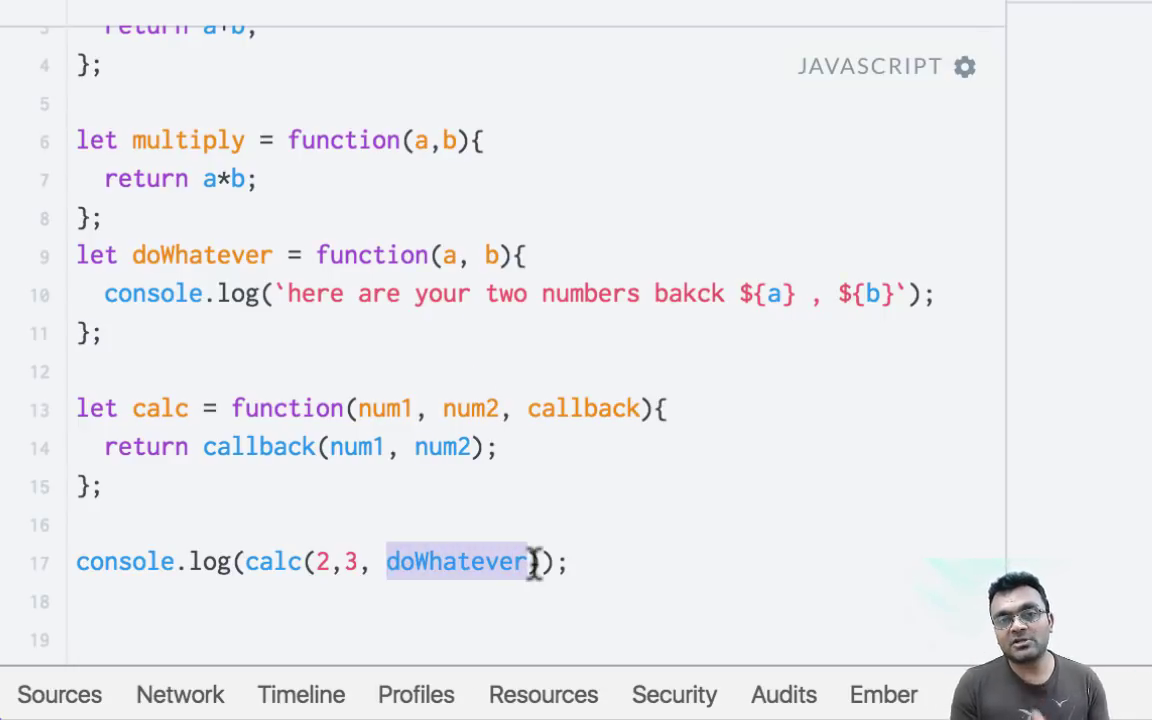 3 return a+b;
4 };
JAVASCRIPT
5
6 let multiply = function(a,b){
7 return a*b;
8 };
9 let doWhatever = function(a, b){
10 console.log(`here are your two numbers bakck ${a} , ${b}`);
11 };
12
13 let calc = function(num1, num2, callback){
14 return callback(num1, num2);
15 };
16
17 console.log(calc(2,3, doWhatever));
18
19
Sources Network Timeline Profiles Resources Security Audits Ember